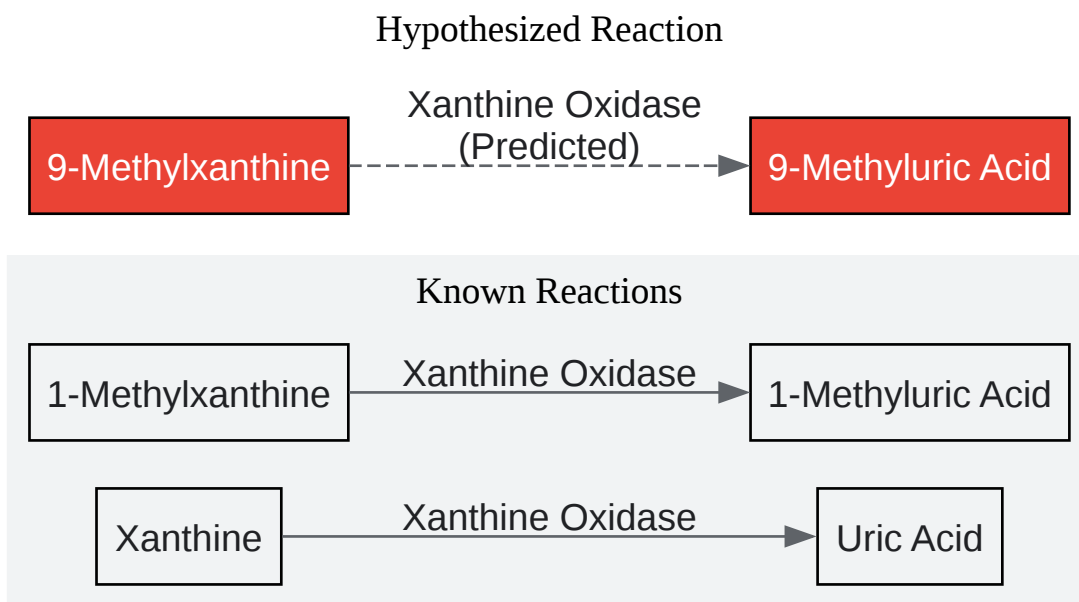 Hypothesized Reaction
Xanthine Oxidase
(Predicted)
9-Methylxanthine
9-Methyluric Acid
Known Reactions
1-Methylxanthine
Xanthine Oxidase
1-Methyluric Acid
Xanthine
Xanthine Oxidase
Uric Acid